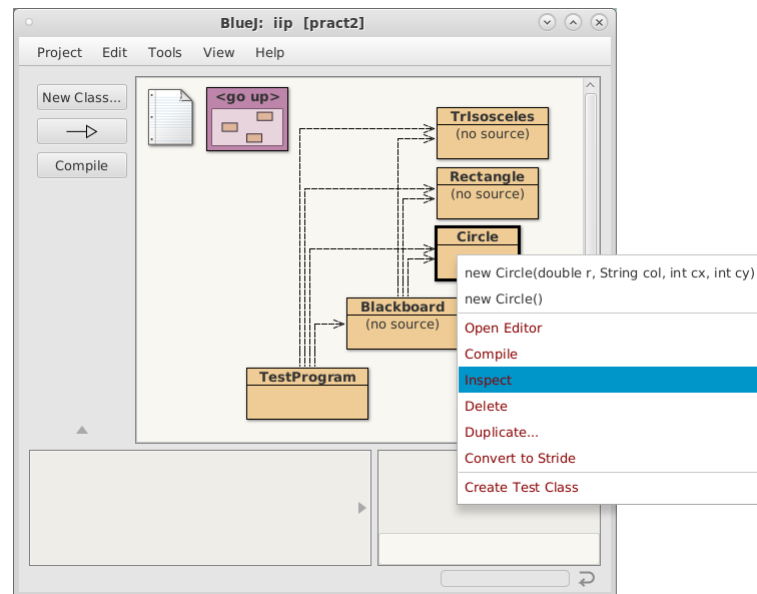 BlueJ: iip [pract2]
Project Edit Tools View Help
New Class...
Compile
<go up>
TrIsosceles
(no source)
Rectangle
(no source)
Circle
Blackboard
(no source)
TestProgram
new Circle(double r, String col, int cx, int cy)
new Circle()
Open Editor
Compile
Inspect
Delete
Duplicate...
Convert to Stride
Create Test Class